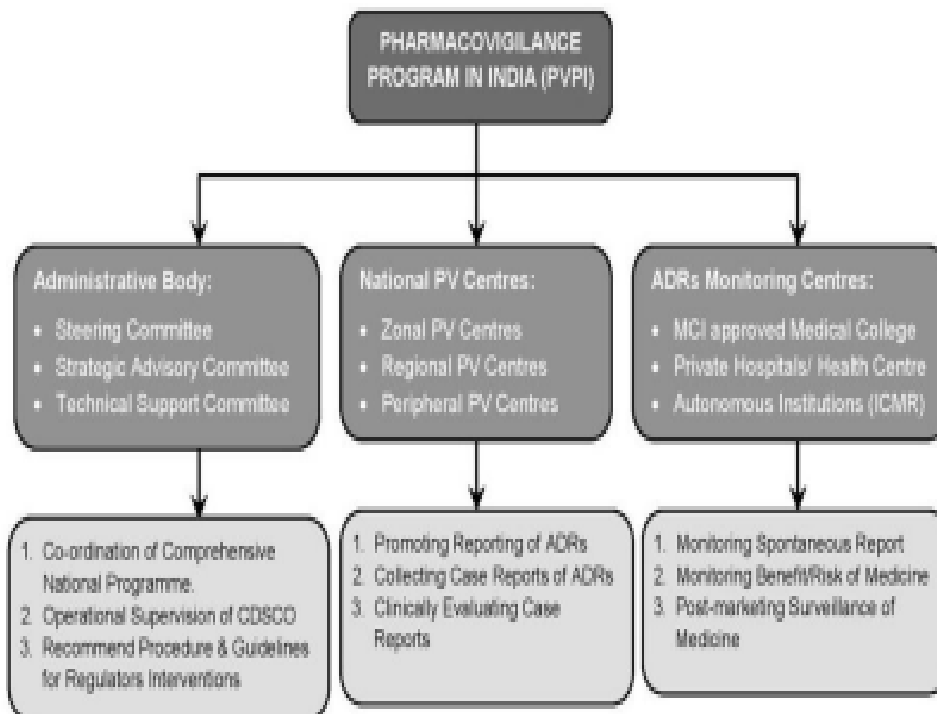 PHARMACOVIGILANCE
PROGRAM IN INDIA (PVPI)
Administrative Body:
• Steering Committee
• Strategic Advisory Committee
• Technical Support Committee
National PV Centres:
• Zonal PV Centres
• Regional PV Centres
• Peripheral PV Centres
ADRs Monitoring Centres:
• MCI approved Medical College
• Private Hospitals/ Health Centre
• Autonomous Institutions (ICMR)
1. Co-ordination of Comprehensive
National Programme.
2. Operational Supervision of CDSCO
3. Recommend Procedure & Guidelines
for Regulators Interventions
1. Promoting Reporting of ADRs
2. Collecting Case Reports of ADRs
3. Clinically Evaluating Case
Reports
1. Monitoring Spontaneous Report
2. Monitoring Benefit/Risk of Medicine
3. Post-marketing Surveillance of
Medicine